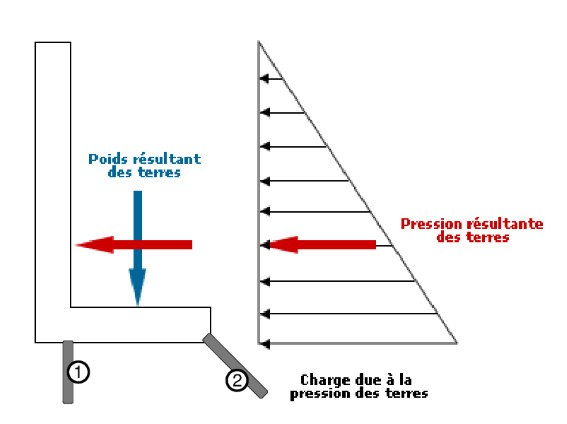 Poids résultant
des terres
Pression résultante
des terres
1
2
Charge due à la
pression des terres